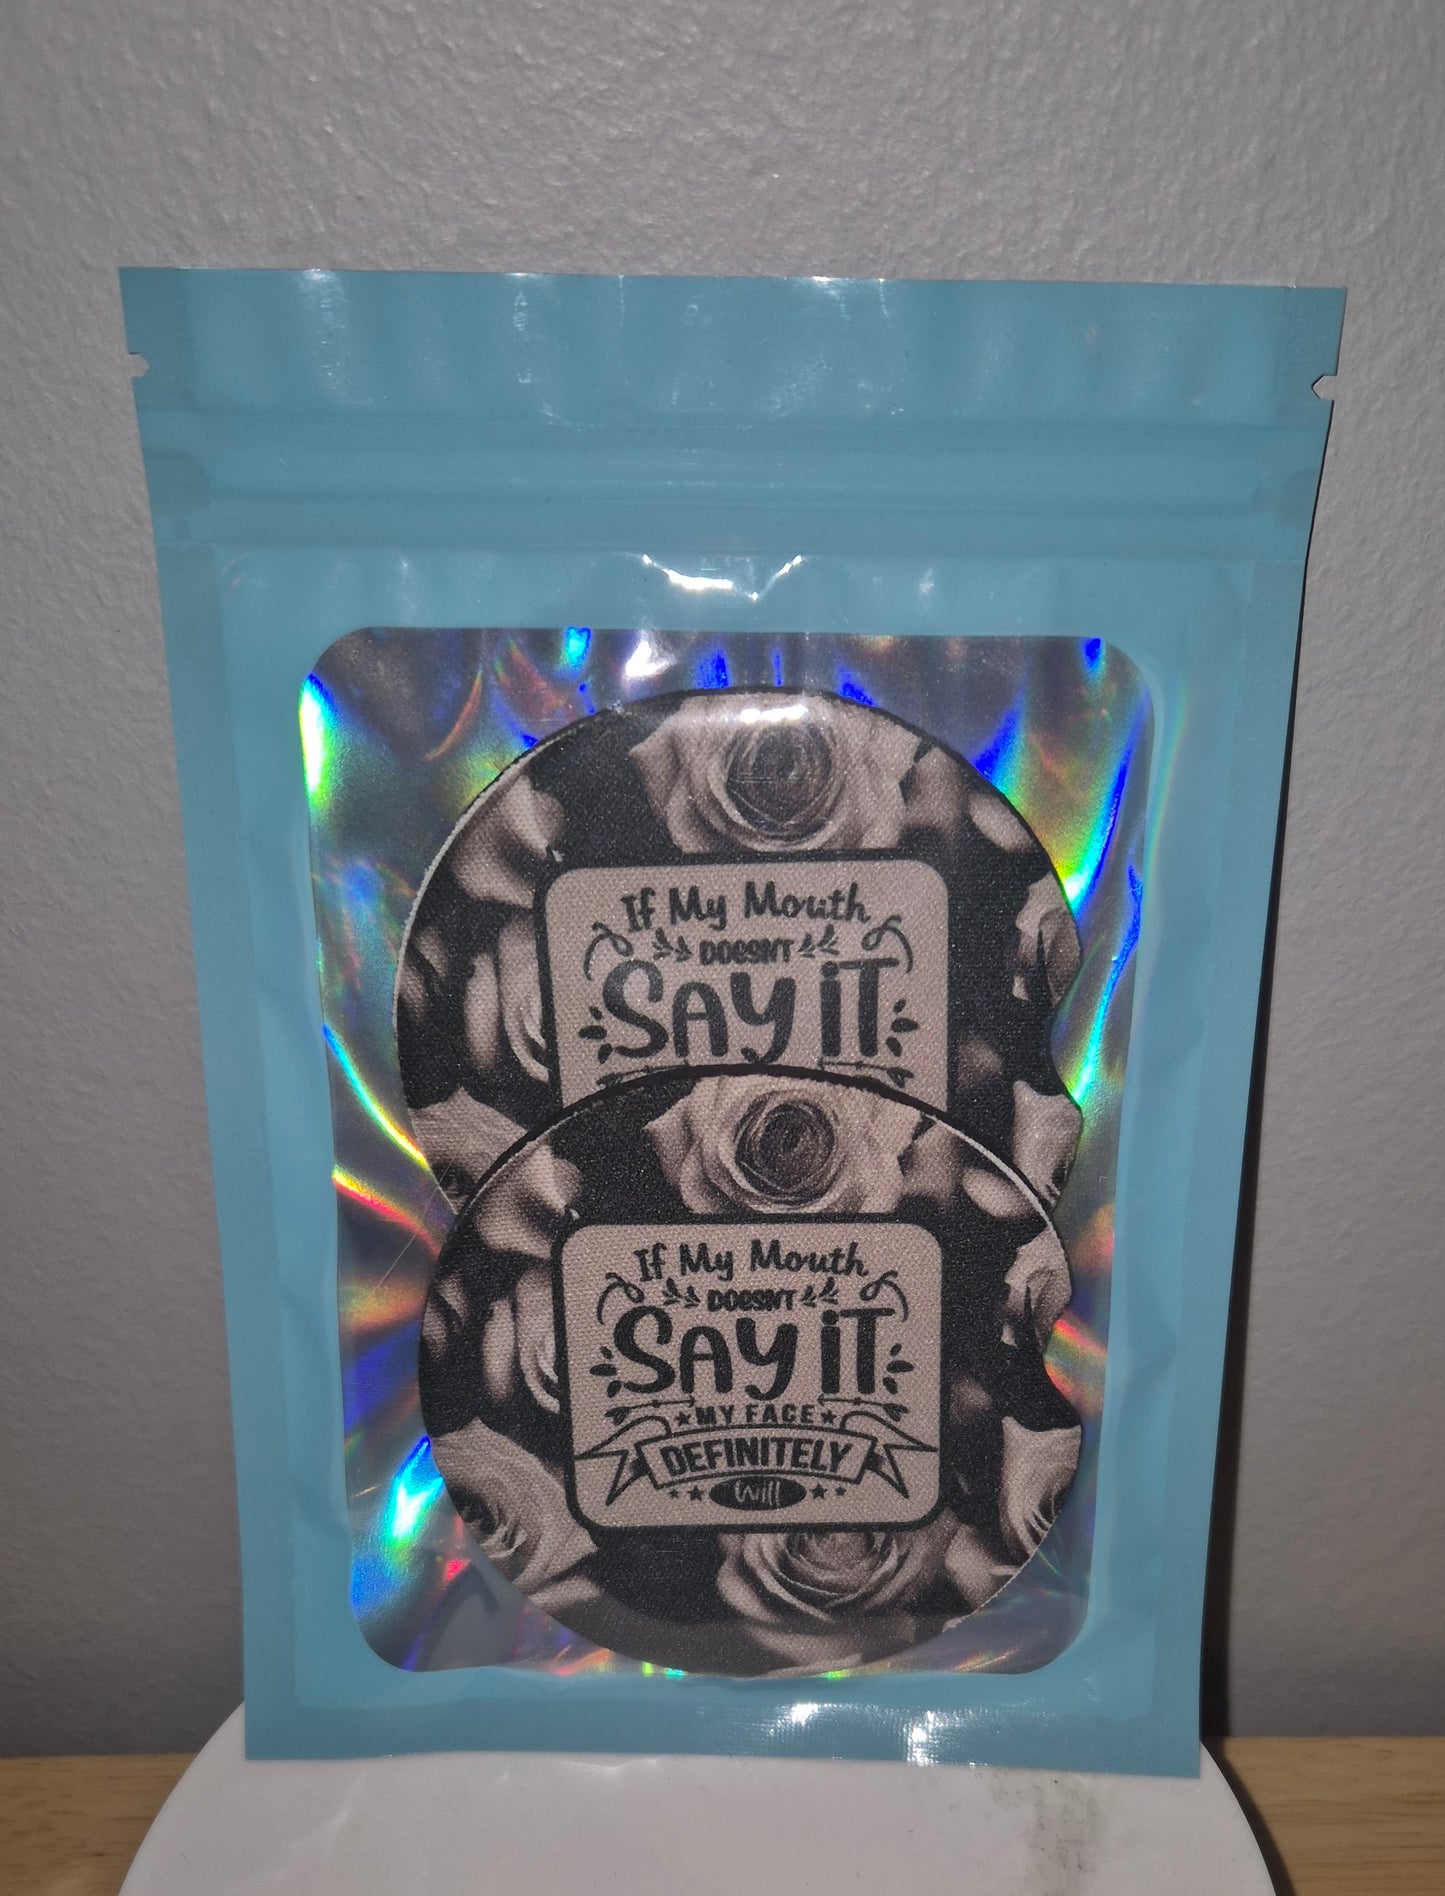 If My Mouth
DOESN'T
SAY iT
If My Mouth
DOESN'T
SAY iT
MY FACE
DEFINITELY
Will